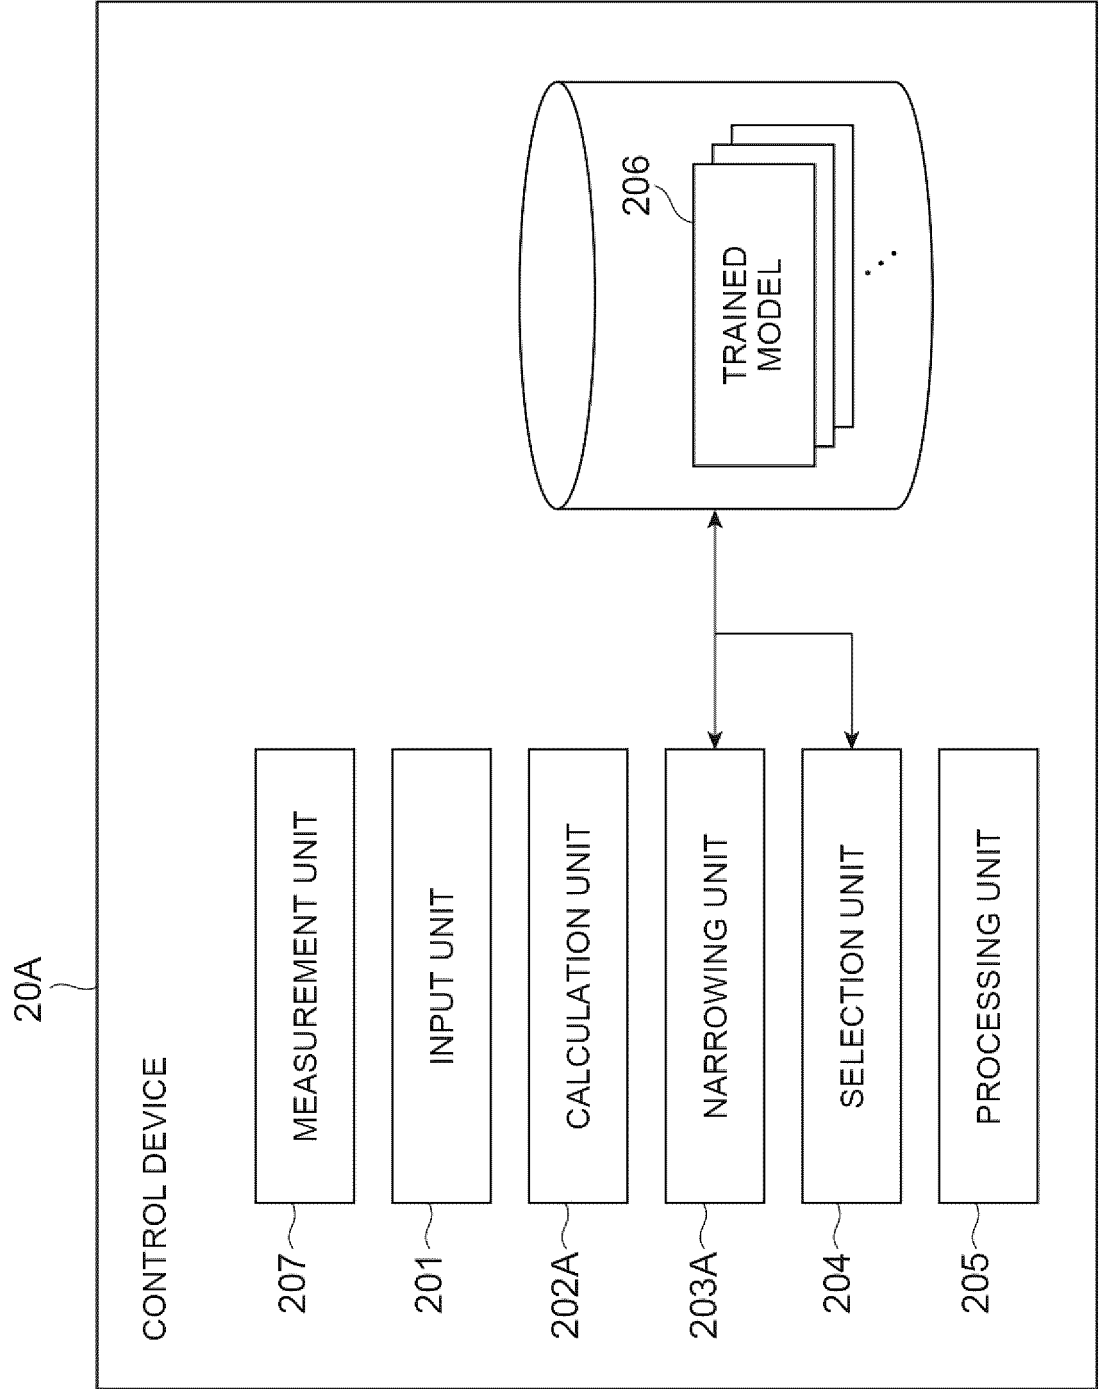 20A
CONTROL DEVICE
207
MEASUREMENT UNIT
201
INPUT UNIT
202A
CALCULATION UNIT
203A
NARROWING UNIT
204
SELECTION UNIT
205
PROCESSING UNIT
206
TRAINED
MODEL